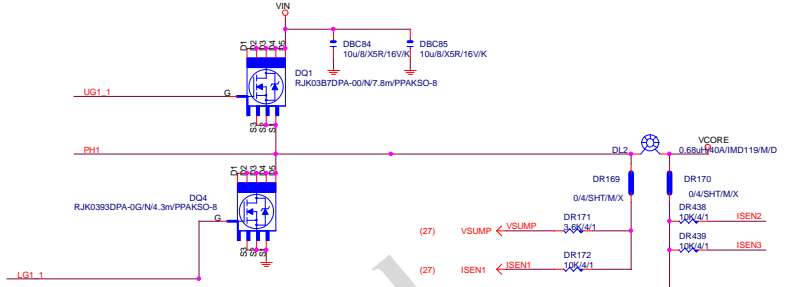 VIN
DBC84
10u/8/X5R/16V/K
DBC85
10u/8/X5R/16V/K
D1
D2
D3
D4
D5
DQ1
RJK03B7DPA-00/N/7.8m/PPAKSO-8
UG1_1
G
S3
S2
S1
PH1
DL2
VCORE
0.68uH/40A/IMD119/M/D
D1
D2
D3
D4
D5
DQ4
RJK0393DPA-0G/N/4.3m/PPAKSO-8
G
S3
S2
S1
LG1_1
DR169
0/4/SHT/M/X
DR170
0/4/SHT/M/X
DR171
3.6K/4/1
(27)
VSUMP
VSUMP
DR438
10K/4/1
ISEN2
DR439
10K/4/1
ISEN3
DR172
10K/4/1
(27)
ISEN1
ISEN1